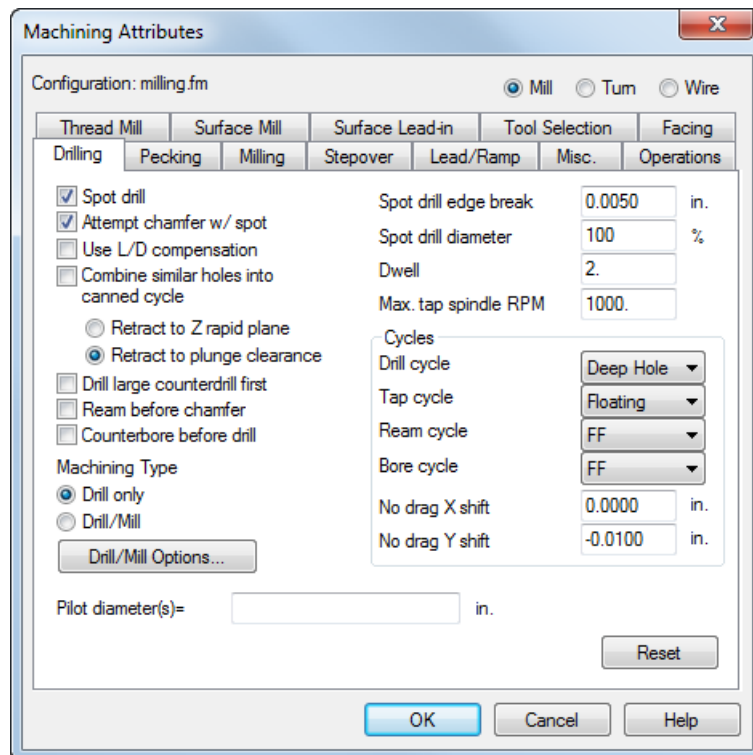 Machining Attributes
Configuration: milling.fm
Mill Turn Wire
Thread Mill Surface Mill Surface Lead-in Tool Selection Facing
Drilling Pecking Milling Stepover Lead/Ramp Misc. Operations
Spot drill
Attempt chamfer w/ spot
Use L/D compensation
Combine similar holes into
canned cycle
Retract to Z rapid plane
Retract to plunge clearance
Drill large counterdrill first
Ream before chamfer
Counterbore before drill
Machining Type
Drill only
Drill/Mill
Drill/Mill Options...
Spot drill edge break 0.0050 in.
Spot drill diameter 100 %
Dwell 2.
Max. tap spindle RPM 1000.
Cycles
Drill cycle Deep Hole
Tap cycle Floating
Ream cycle FF
Bore cycle FF
No drag X shift 0.0000 in.
No drag Y shift -0.0100 in.
Pilot diameter(s)= in.
Reset
OK Cancel Help